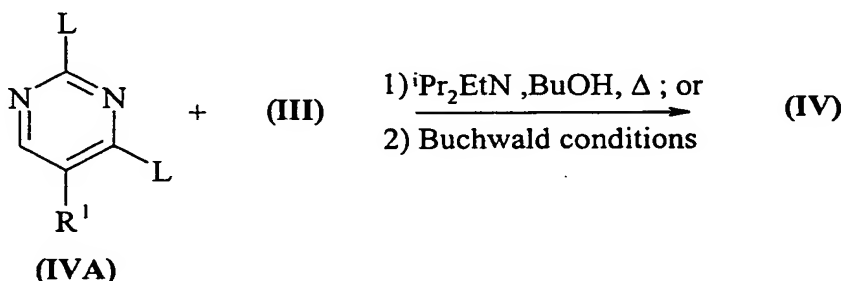 L
N N
L
R¹
(IVA)
+ (III)
1) ⁱPr₂EtN ,BuOH, Δ ; or
2) Buchwald conditions
(IV)